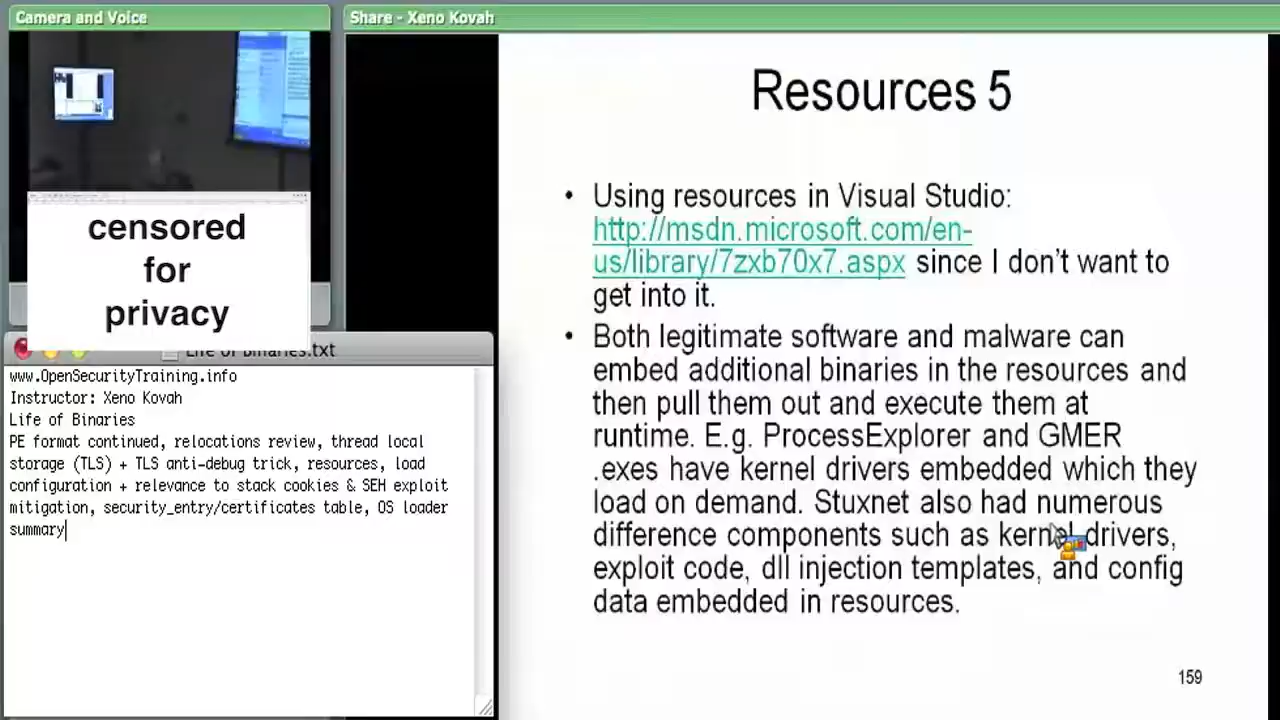 Camera and Voice
Share - Xeno Kovah
censored
for
privacy
Life of Binaries.txt
www.OpenSecurityTraining.info
Instructor: Xeno Kovah
Life of Binaries
PE format continued, relocations review, thread local
storage (TLS) + TLS anti-debug trick, resources, load
configuration + relevance to stack cookies & SEH exploit
mitigation, security_entry/certificates table, OS loader
summary
Resources 5
• Using resources in Visual Studio:
http://msdn.microsoft.com/en-
us/library/7zxb70x7.aspx since I don't want to
get into it.
• Both legitimate software and malware can
embed additional binaries in the resources and
then pull them out and execute them at
runtime. E.g. ProcessExplorer and GMER
.exes have kernel drivers embedded which they
load on demand. Stuxnet also had numerous
difference components such as kernel drivers,
exploit code, dll injection templates, and config
data embedded in resources.
159